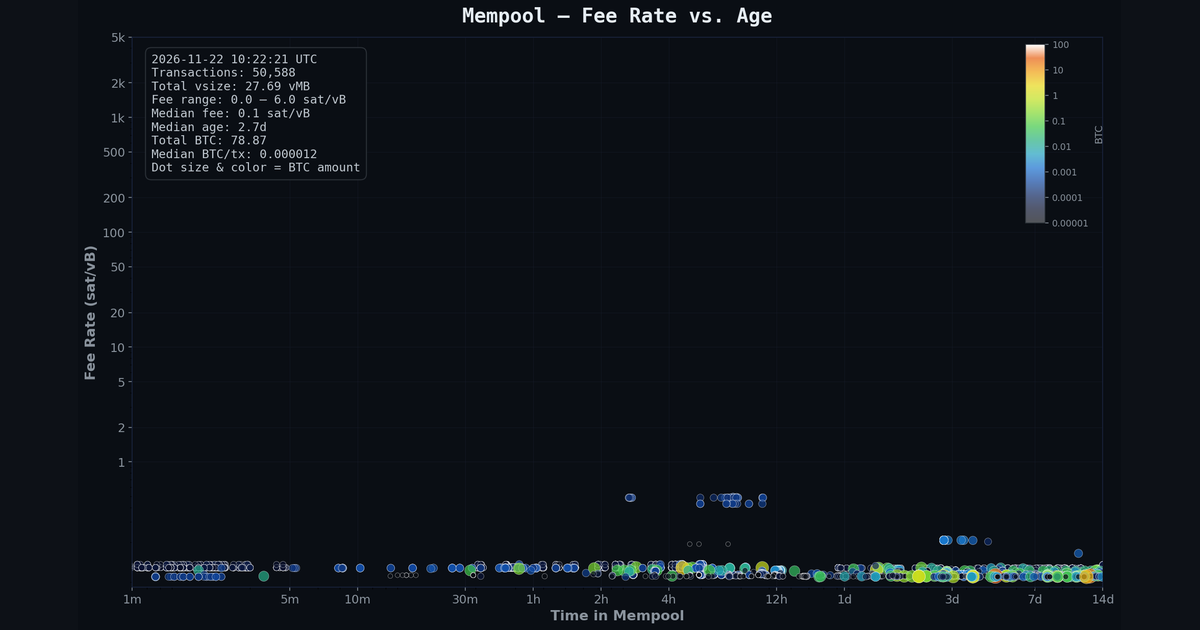 Mempool — Fee Rate vs. Age
5k
2k
1k
500
200
100
50
20
10
5
2
1
Fee Rate (sat/vB)
2026-11-22 10:22:21 UTC
Transactions: 50,588
Total vsize: 27.69 vMB
Fee range: 0.0 – 6.0 sat/vB
Median fee: 0.1 sat/vB
Median age: 2.7d
Total BTC: 78.87
Median BTC/tx: 0.000012
Dot size & color = BTC amount
100
10
1
0.1
0.01
0.001
0.0001
0.00001
BTC
1m 5m 10m 30m 1h 2h 4h 12h 1d 3d 7d 14d
Time in Mempool